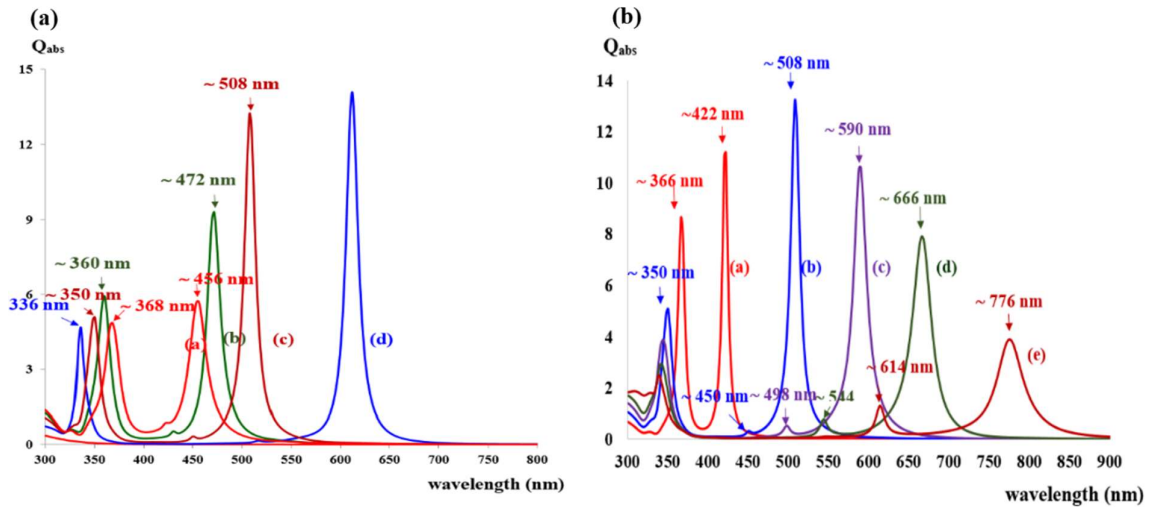 (a)
Qabs
15
12
9
6
3
0
~ 508 nm
~ 472 nm
~ 360 nm
~ 456 nm
336 nm
~ 350 nm
~ 368 nm
(a)
(b)
(c)
(d)
300 350 400 450 500 550 600 650 700 750 800
wavelength (nm)
(b)
Qabs
14
12
10
8
6
4
2
0
~ 508 nm
~422 nm
~ 590 nm
~ 366 nm
~ 666 nm
~ 350 nm
(a)
(b)
(c)
(d)
~ 776 nm
(e)
~ 614 nm
~ 450 nm
~ 498 nm
~ 544
300 350 400 450 500 550 600 650 700 750 800 850 900
wavelength (nm)